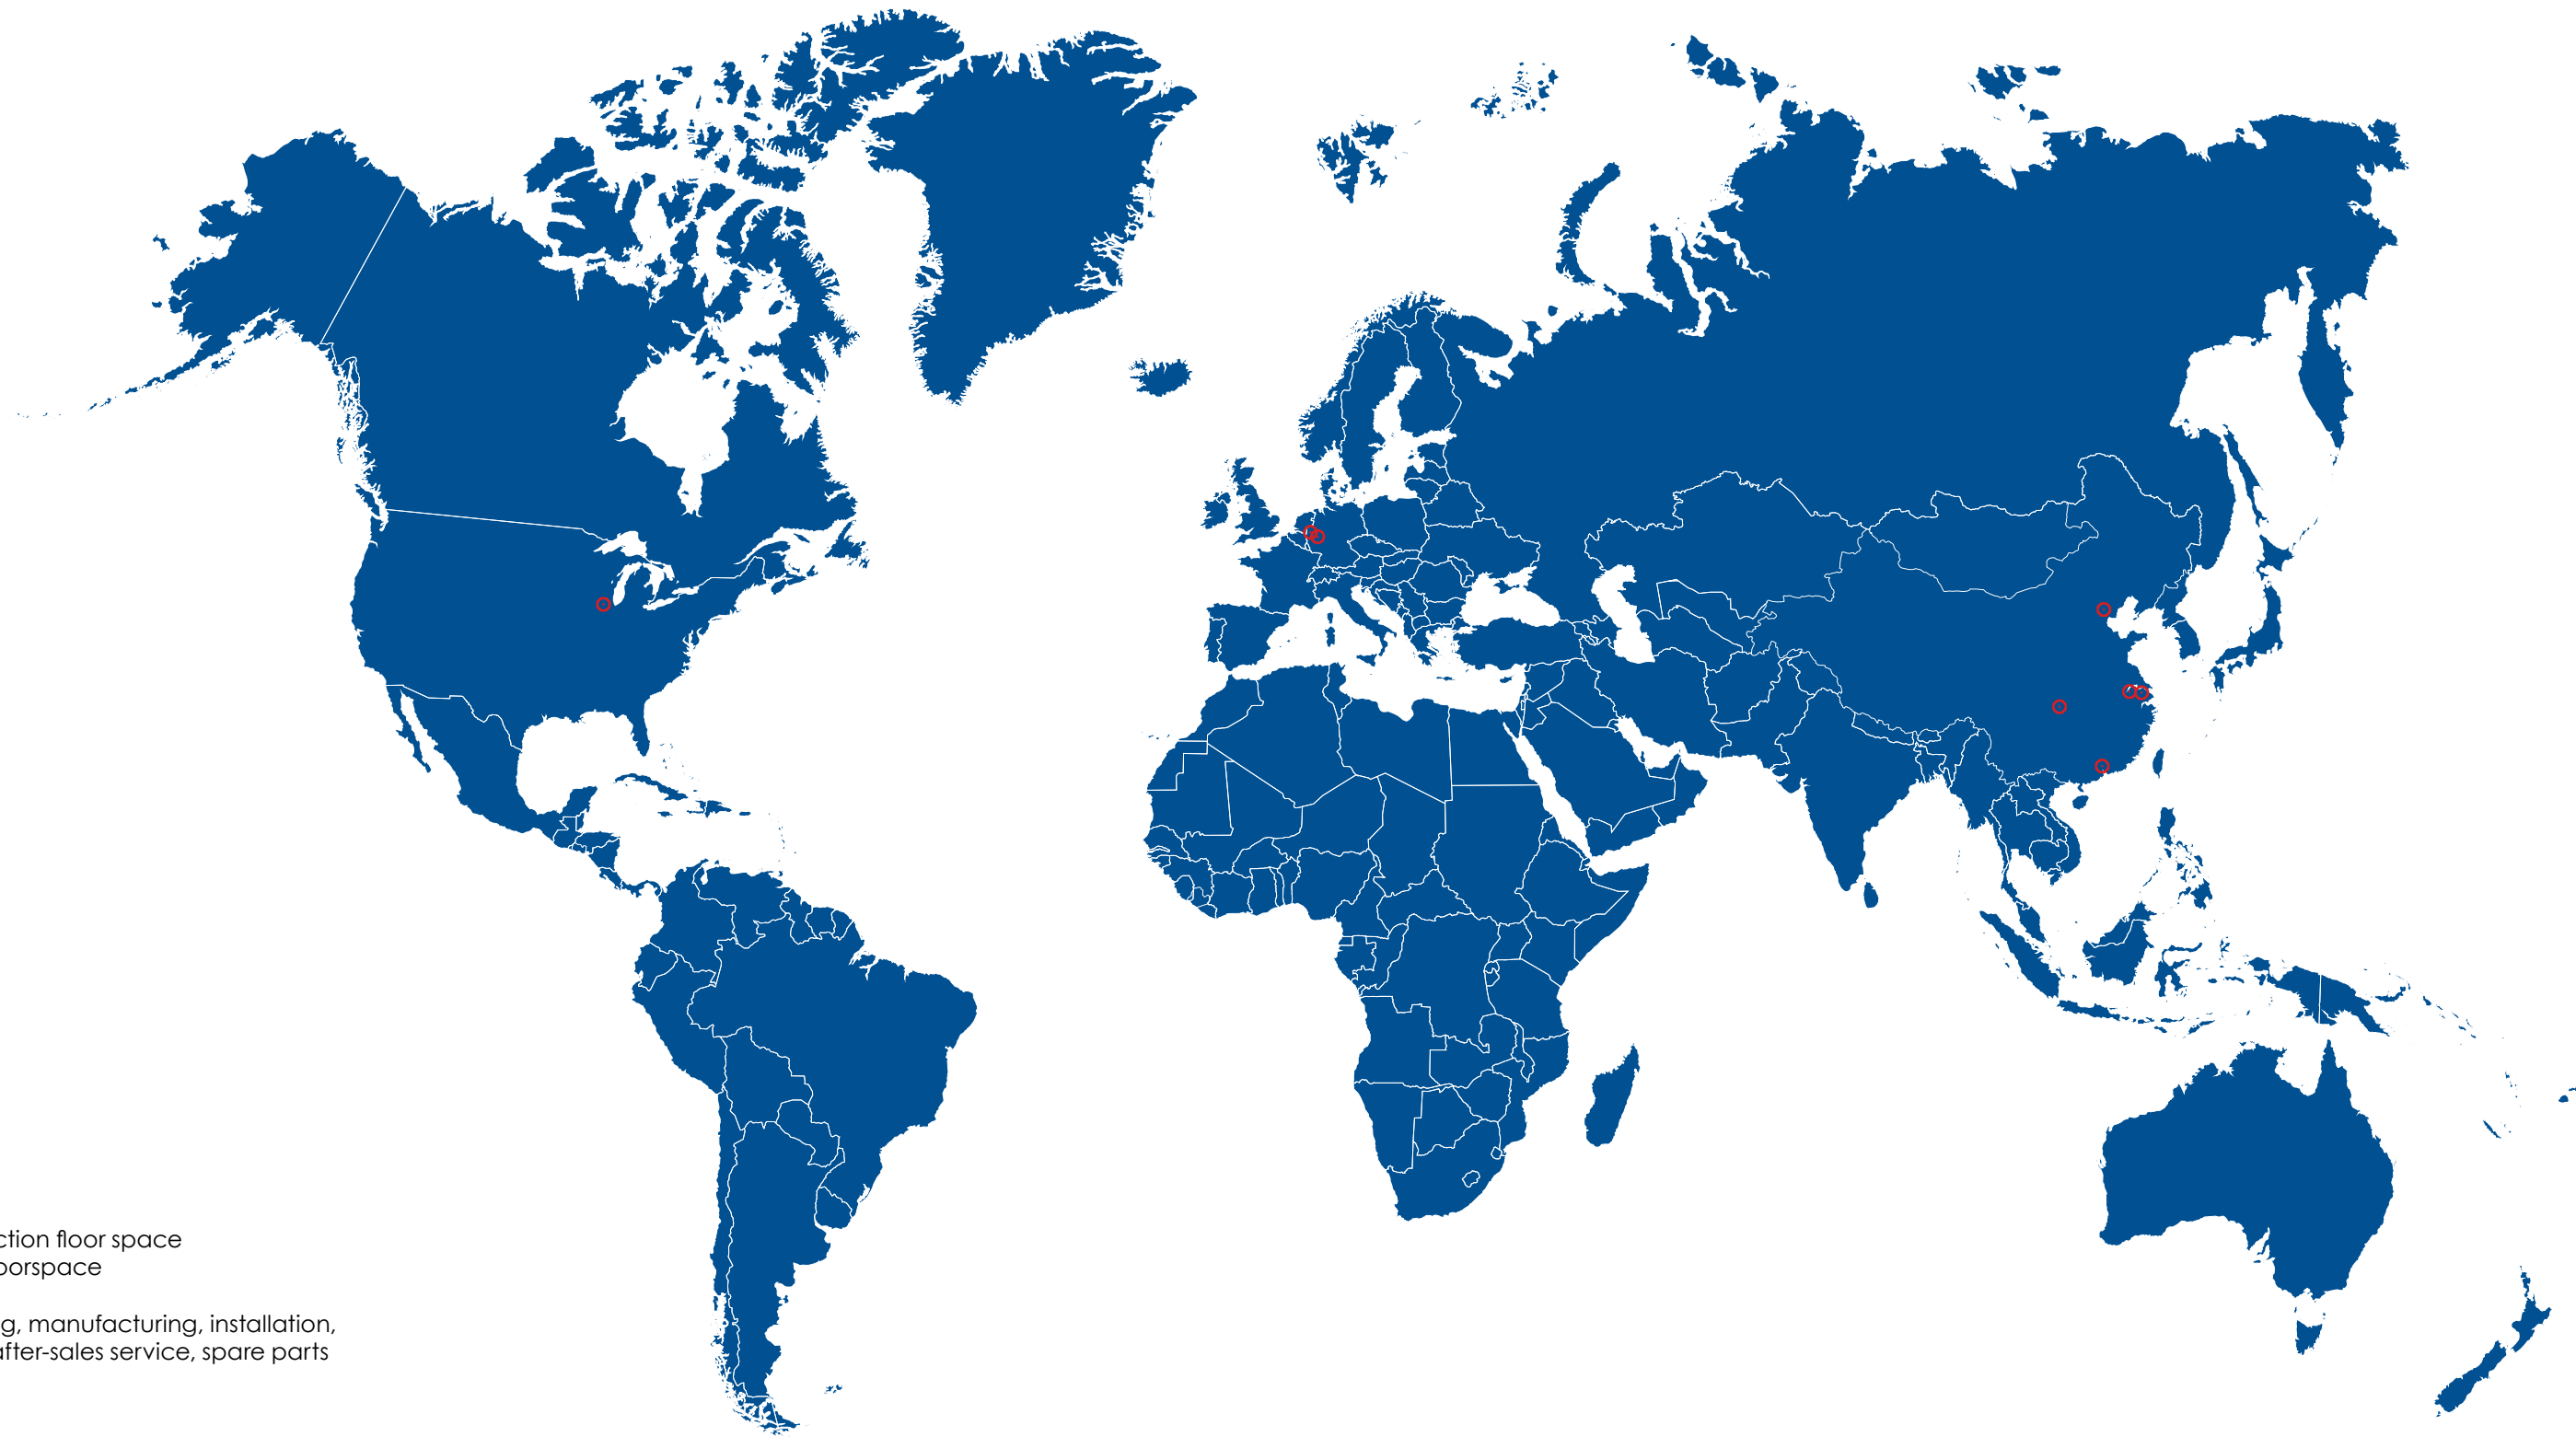 ction floor space
oorspace
g, manufacturing, installation,
after-sales service, spare parts